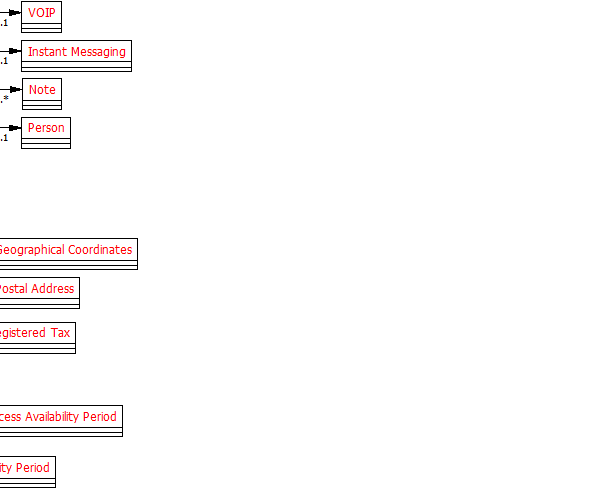 VOIP
.1
Instant Messaging
.1
Note
.*
Person
.1
Geographical Coordinates
Postal Address
egistered Tax
cess Availability Period
ity Period